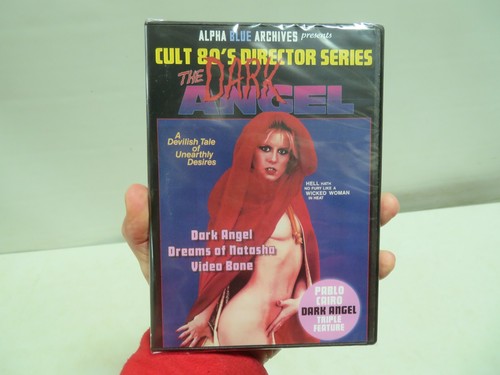 ALPHA BLUE ARCHIVES presents
CULT 80'S DIRECTOR SERIES
THE DARK
ANGEL
A
Devilish Tale
of
Unearthly
Desires
HELL HATH
NO FURY LIKE A
WICKED WOMAN
IN HEAT
Dark Angel
Dreams of Natasha
Video Bone
PABLO
CAIRO
DARK ANGEL
TRIPLE
FEATURE